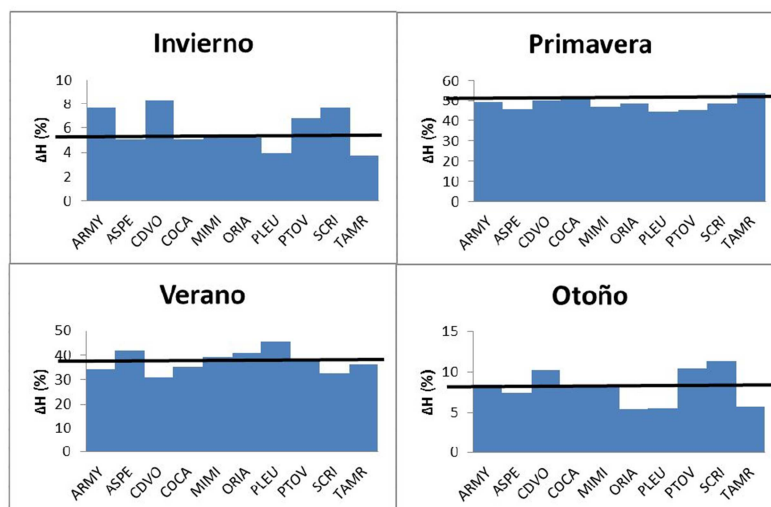 Invierno
ΔH (%)
10
8
6
4
2
0
ARMY ASPE CDVO COCA MIMI ORIA PLEU PTOV SCRI TAMR
Primavera
ΔH (%)
60
50
40
30
20
10
0
ARMY ASPE CDVO COCA MIMI ORIA PLEU PTOV SCRI TAMR
Verano
ΔH (%)
50
40
30
20
10
0
ARMY ASPE CDVO COCA MIMI ORIA PLEU PTOV SCRI TAMR
Otoño
ΔH (%)
15
10
5
0
ARMY ASPE CDVO COCA MIMI ORIA PLEU PTOV SCRI TAMR